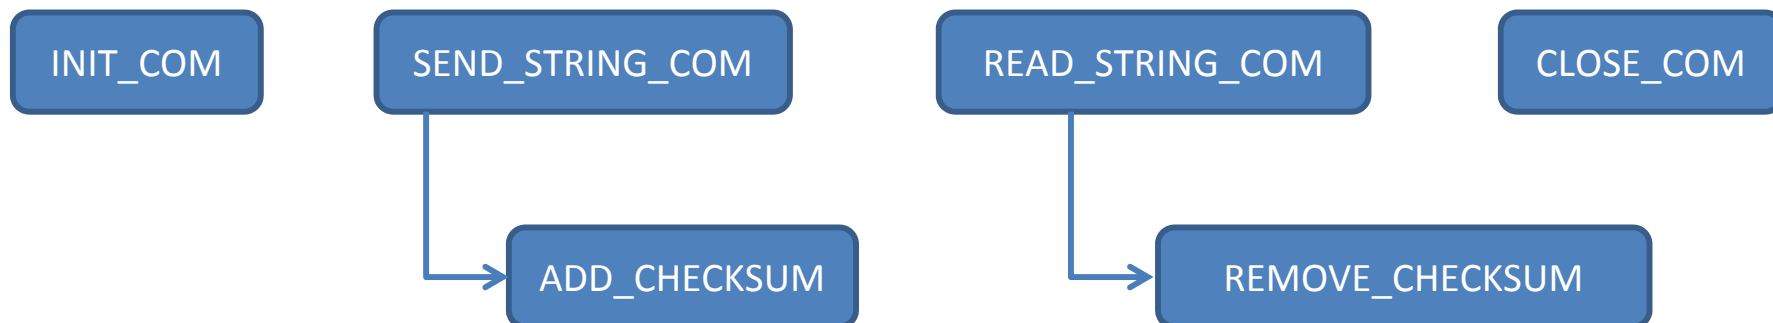 INIT_COM
SEND_STRING_COM
READ_STRING_COM
CLOSE_COM
ADD_CHECKSUM
REMOVE_CHECKSUM